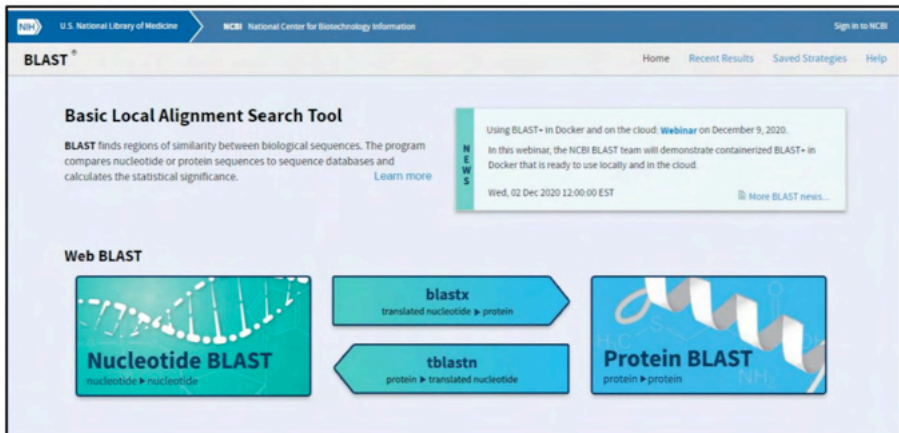 NIH U.S. National Library of Medicine NCBI National Center for Biotechnology Information Sign in to NCBI
BLAST ® Home Recent Results Saved Strategies Help
Basic Local Alignment Search Tool
BLAST finds regions of similarity between biological sequences. The program
compares nucleotide or protein sequences to sequence databases and
calculates the statistical significance. Learn more
NEWS
Using BLAST+ in Docker and on the cloud: Webinar on December 9, 2020.
In this webinar, the NCBI BLAST team will demonstrate containerized BLAST+ in
Docker that is ready to use locally and in the cloud.
Wed, 02 Dec 2020 12:00:00 EST More BLAST news...
Web BLAST
Nucleotide BLAST
nucleotide ▶ nucleotide
blastx
translated nucleotide ▶ protein
tblastn
protein ▶ translated nucleotide
Protein BLAST
protein ▶ protein
H₃C
S
O
NH₂